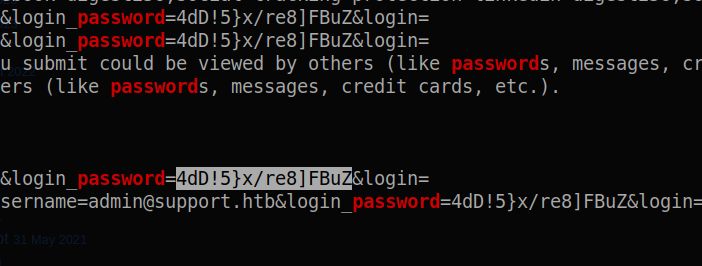 &login_password=4dD!5}x/re8]FBuZ&login=
&login_password=4dD!5}x/re8]FBuZ&login=
u submit could be viewed by others (like passwords, messages, cr
ers (like passwords, messages, credit cards, etc.).
&login_password=4dD!5}x/re8]FBuZ&login=
sername=admin@support.htb&login_password=4dD!5}x/re8]FBuZ&login=
31 May 2021